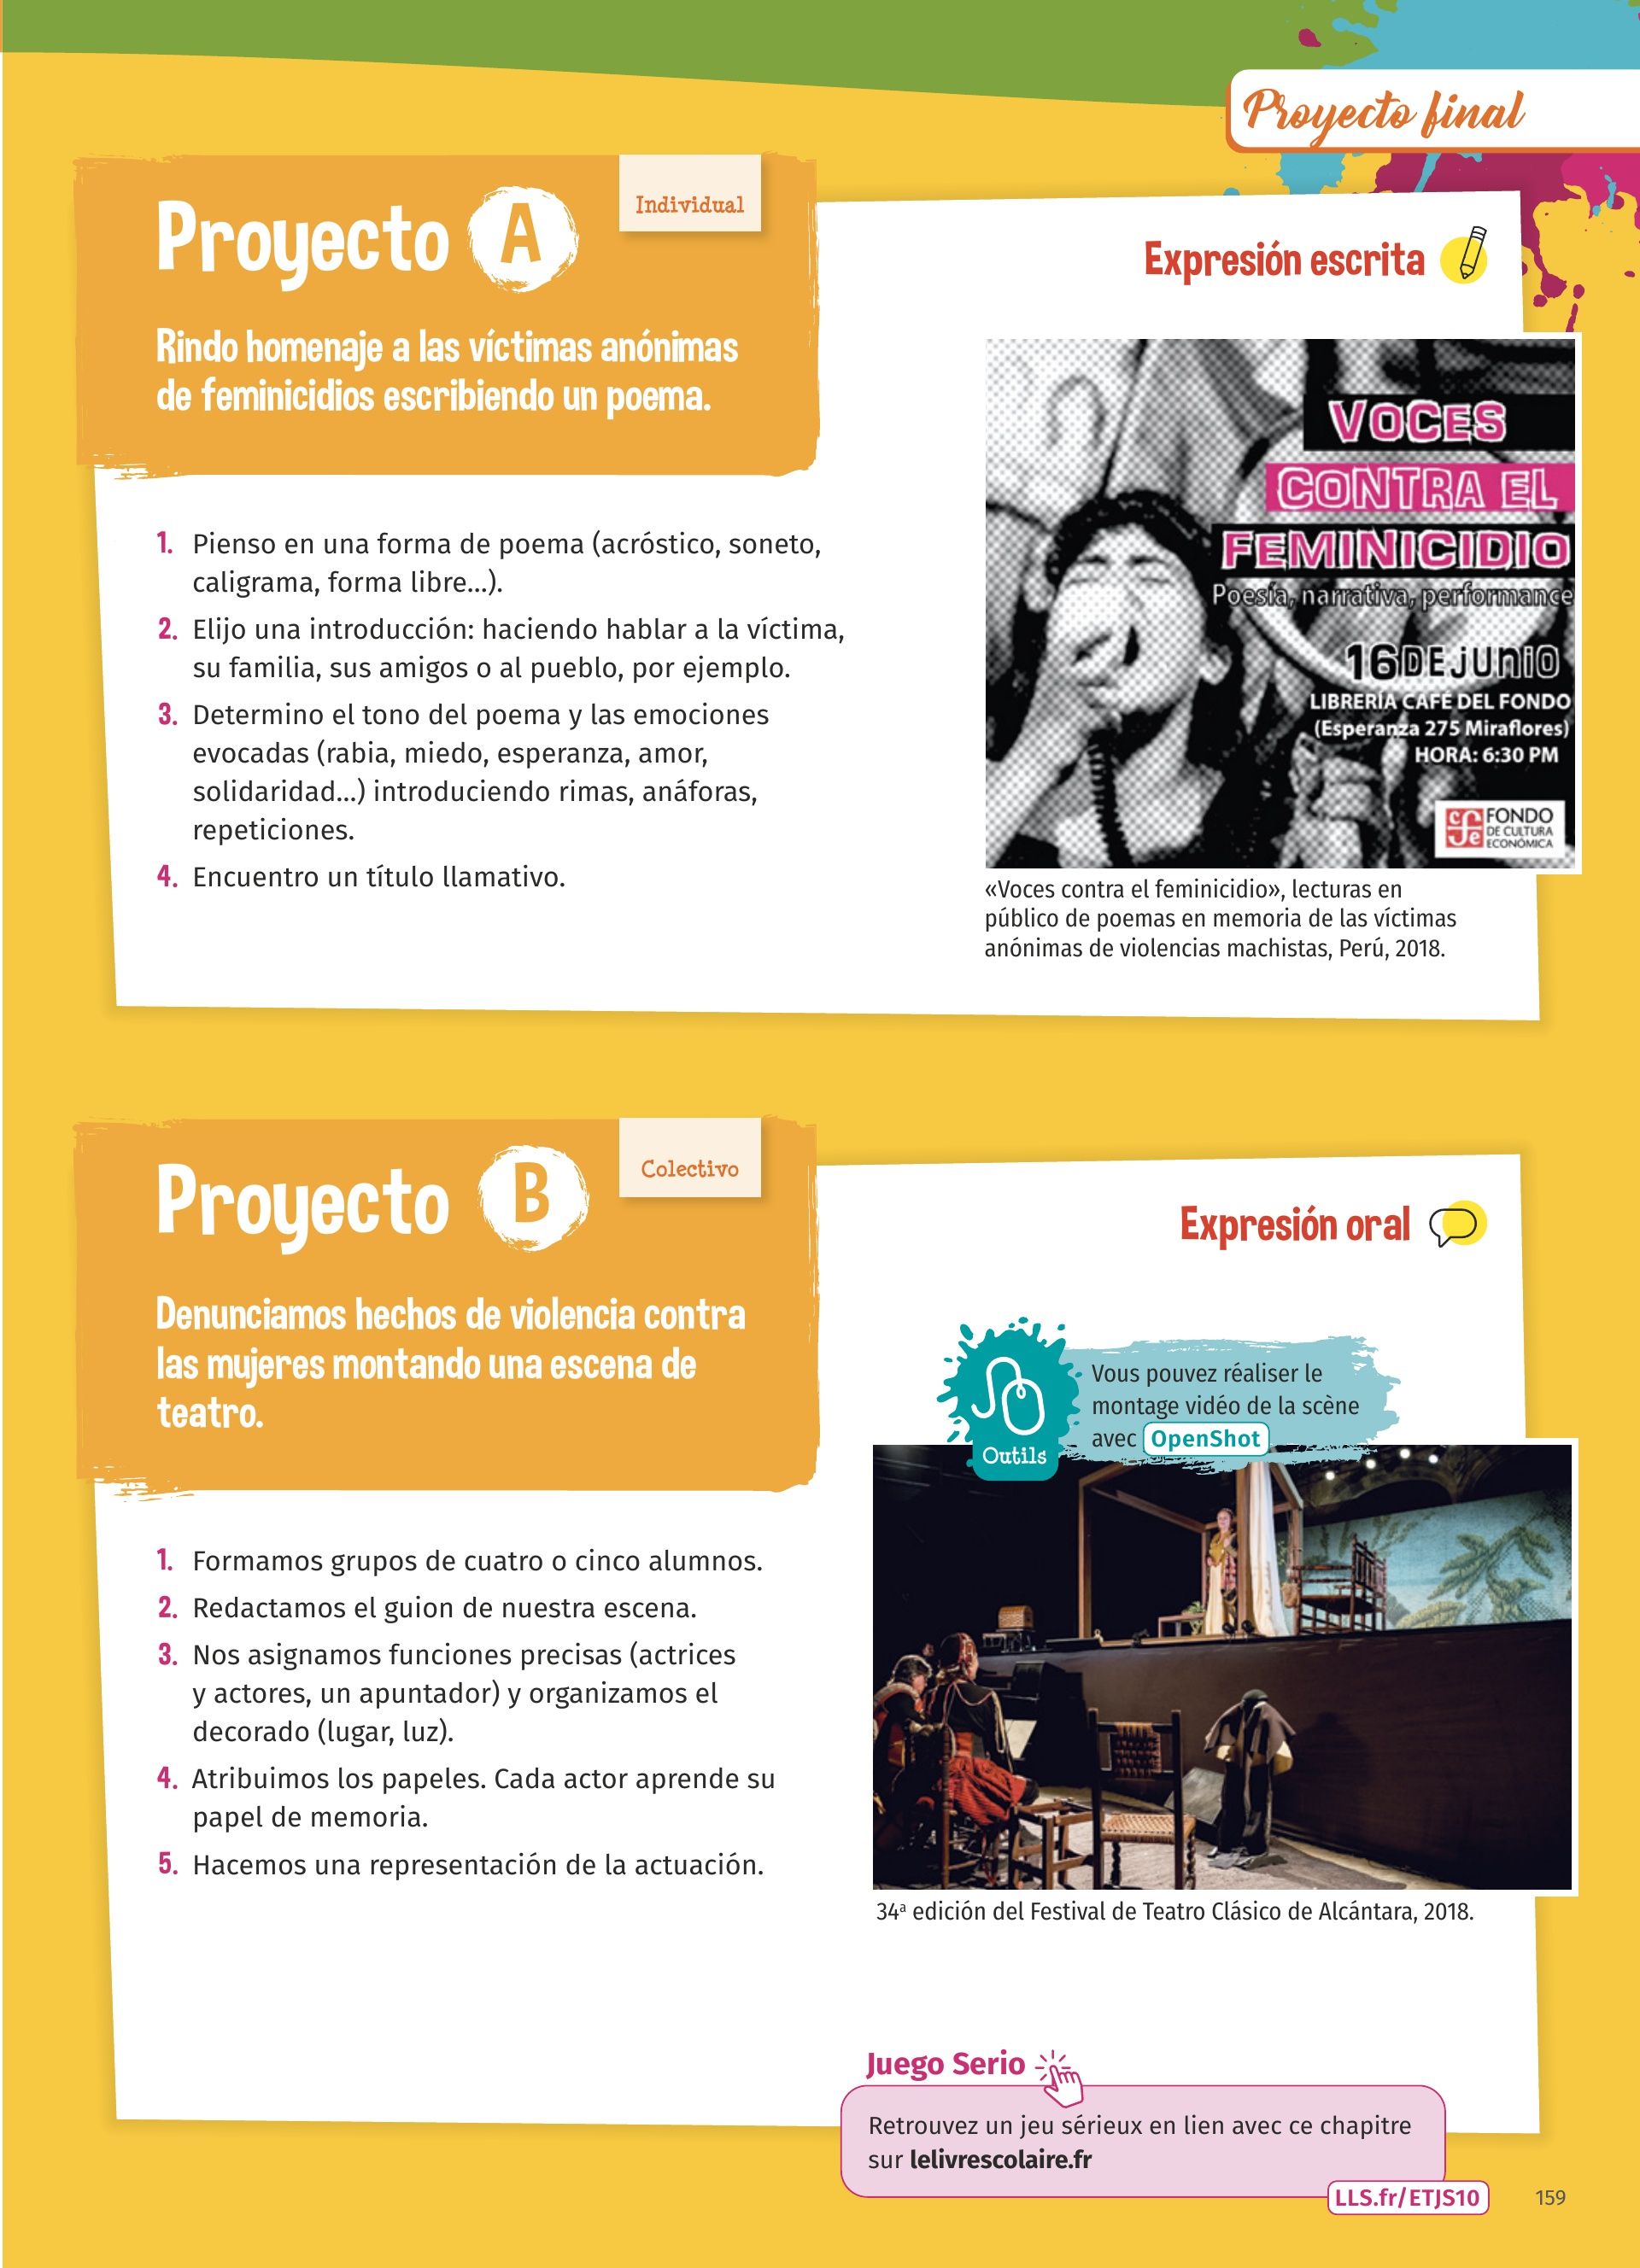 Proyecto final
Proyecto A
Individual
Rindo homenaje a las víctimas anónimas
de feminicidios escribiendo un poema.
Expresión escrita
1. Pienso en una forma de poema (acróstico, soneto,
caligrama, forma libre...).
2. Elijo una introducción: haciendo hablar a la víctima,
su familia, sus amigos o al pueblo, por ejemplo.
3. Determino el tono del poema y las emociones
evocadas (rabia, miedo, esperanza, amor,
solidaridad...) introduciendo rimas, anáforas,
repeticiones.
4. Encuentro un título llamativo.
VOCES
CONTRA EL
FEMINICIDIO
Poesía, narrativa, performance
16 DE JUNIO
LIBRERÍA CAFÉ DEL FONDO
(Esperanza 275 Miraflores)
HORA: 6:30 PM
cfe
FONDO
DE CULTURA
ECONÓMICA
«Voces contra el feminicidio», lecturas en
público de poemas en memoria de las víctimas
anónimas de violencias machistas, Perú, 2018.
Proyecto B
Colectivo
Denunciamos hechos de violencia contra
las mujeres montando una escena de
teatro.
Expresión oral
Outils
Vous pouvez réaliser le
montage vidéo de la scène
avec OpenShot
1. Formamos grupos de cuatro o cinco alumnos.
2. Redactamos el guion de nuestra escena.
3. Nos asignamos funciones precisas (actrices
y actores, un apuntador) y organizamos el
decorado (lugar, luz).
4. Atribuimos los papeles. Cada actor aprende su
papel de memoria.
5. Hacemos una representación de la actuación.
34ª edición del Festival de Teatro Clásico de Alcántara, 2018.
Juego Serio
Retrouvez un jeu sérieux en lien avec ce chapitre
sur lelivrescolaire.fr
LLS.fr/ETJS10
159